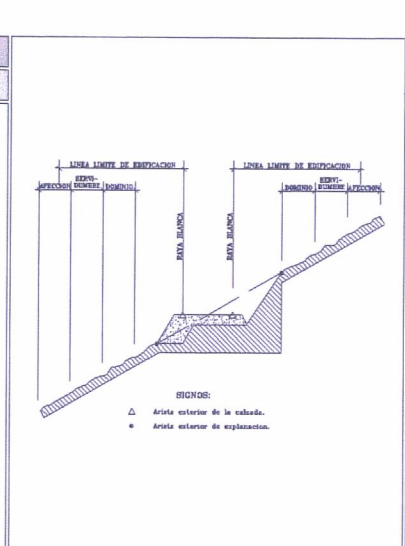 LINEA LIMITE DE EDIFICACION
LINEA LIMITE DE EDIFICACION
AFECCION
SERVI-
DUMBRE
DOMINIO
DOMINIO
SERVI-
DUMBRE
AFECCION
RAYA BLANCA
RAYA BLANCA
SIGNOS:
Arista exterior de la calzada.
Arista exterior de explanacion.